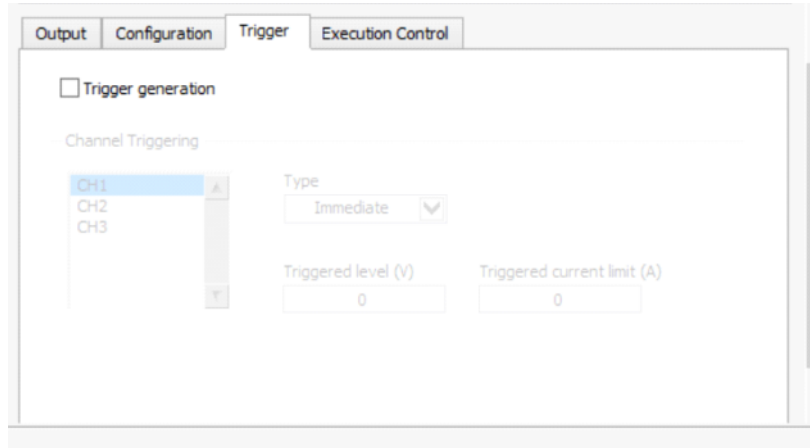 Output Configuration Trigger Execution Control
Trigger generation
Channel Triggering
CH1
CH2
CH3
Type
Immediate
Triggered level (V) Triggered current limit (A)
0 0